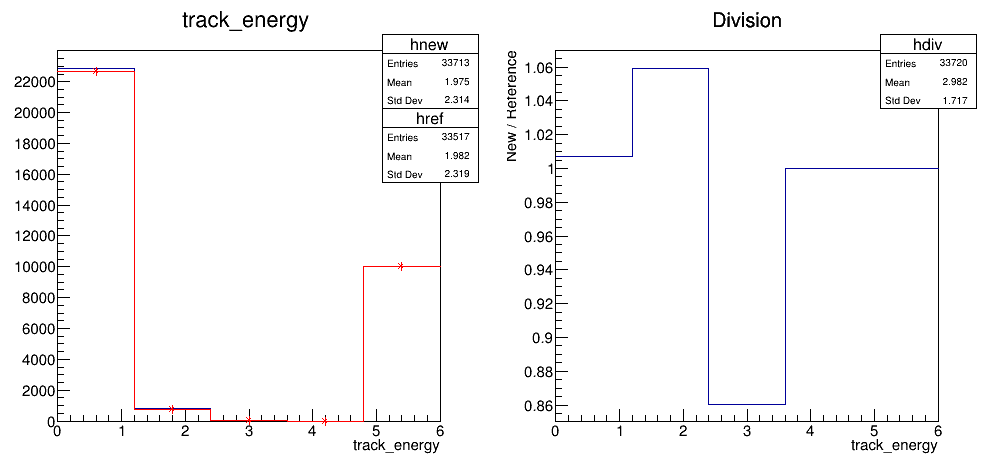 track_energy
hnew
Entries 33713
Mean 1.975
Std Dev 2.314
href
Entries 33517
Mean 1.982
Std Dev 2.319
22000
20000
18000
16000
14000
12000
10000
8000
6000
4000
2000
0
0 1 2 3 4 5 6
track_energy
Division
hdiv
Entries 33720
Mean 2.982
Std Dev 1.717
New / Reference
1.06
1.04
1.02
1
0.98
0.96
0.94
0.92
0.9
0.88
0.86
0 1 2 3 4 5 6
track_energy